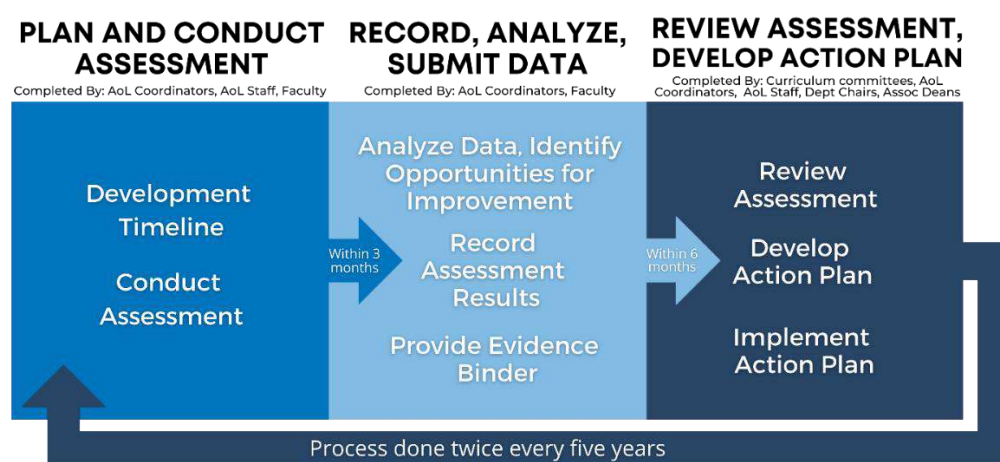 PLAN AND CONDUCT
ASSESSMENT
Completed By: AoL Coordinators, AoL Staff, Faculty
Development
Timeline
Conduct
Assessment
Within 3
months
RECORD, ANALYZE,
SUBMIT DATA
Completed By: AoL Coordinators, Faculty
Analyze Data, Identify
Opportunities for
Improvement
Record
Assessment
Results
Provide Evidence
Binder
Within 6
months
REVIEW ASSESSMENT,
DEVELOP ACTION PLAN
Completed By: Curriculum committees, AoL
Coordinators, AoL Staff, Dept Chairs, Assoc Deans
Review
Assessment
Develop
Action Plan
Implement
Action Plan
Process done twice every five years